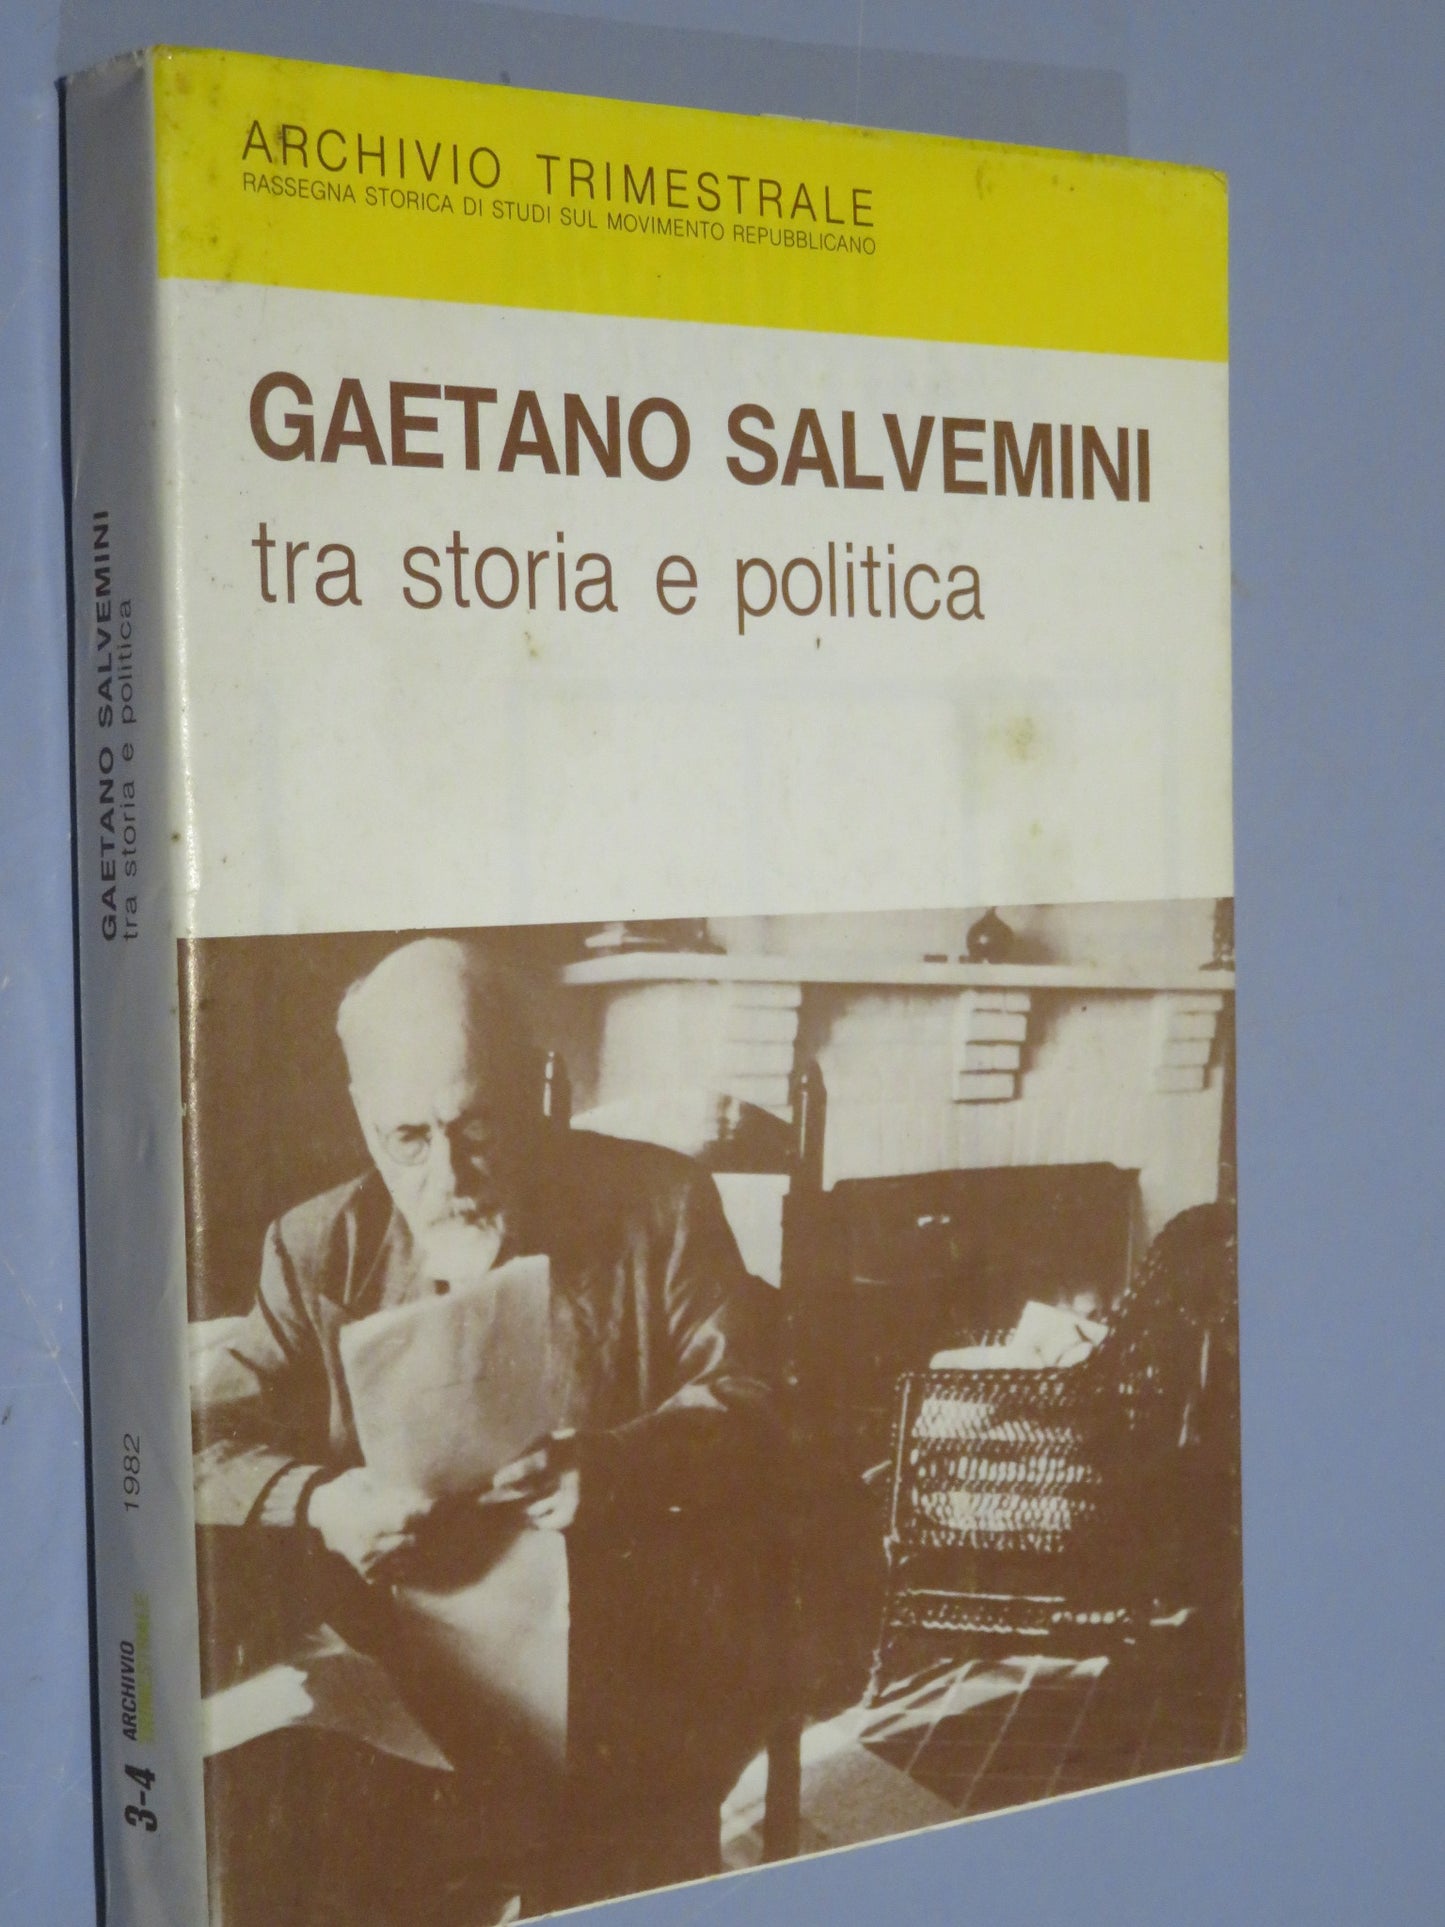 ARCHIVIO TRIMESTRALE
RASSEGNA STORICA DI STUDI SUL MOVIMENTO REPUBBLICANO
GAETANO SALVEMINI
tra storia e politica
GAETANO SALVEMINI
tra storia e politica
1982
ARCHIVIO
TRIMESTRALE
3-4